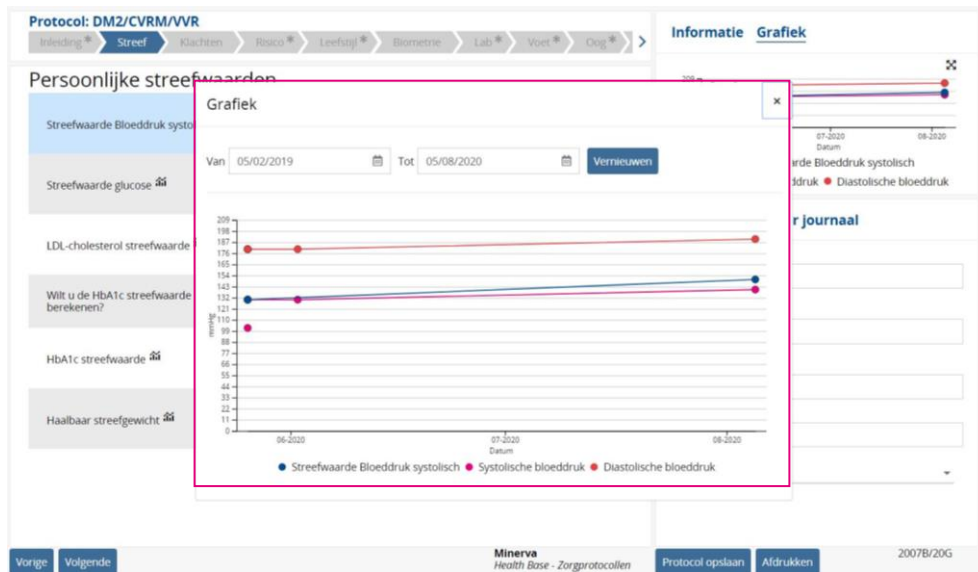 Protocol: DM2/CVRM/VVR
Inleiding * Streef Klachten Risico * Leefstijl * Biometrie Lab * Voet * Oog *
Informatie Grafiek
Persoonlijke streefwaarden
Streefwaarde Bloeddruk systo
Streefwaarde glucose
LDL-cholesterol streefwaarde
Wilt u de HbA1c streefwaarde
berekenen?
HbA1c streefwaarde
Haalbaar streefgewicht
Grafiek
×
Van 05/02/2019 Tot 05/08/2020 Vernieuwen
209
198
187
176
165
154
143
132
121
110
99
88
77
66
55
44
33
22
11
0
mmHg
06-2020 07-2020 08-2020
Datum
Streefwaarde Bloeddruk systolisch Systolische bloeddruk Diastolische bloeddruk
209
07-2020 08-2020
Datum
arde Bloeddruk systolisch
ddruk Diastolische bloeddruk
r journaal
Vorige Volgende
Minerva
Health Base - Zorgprotocollen
Protocol opslaan Afdrukken
2007B/20G